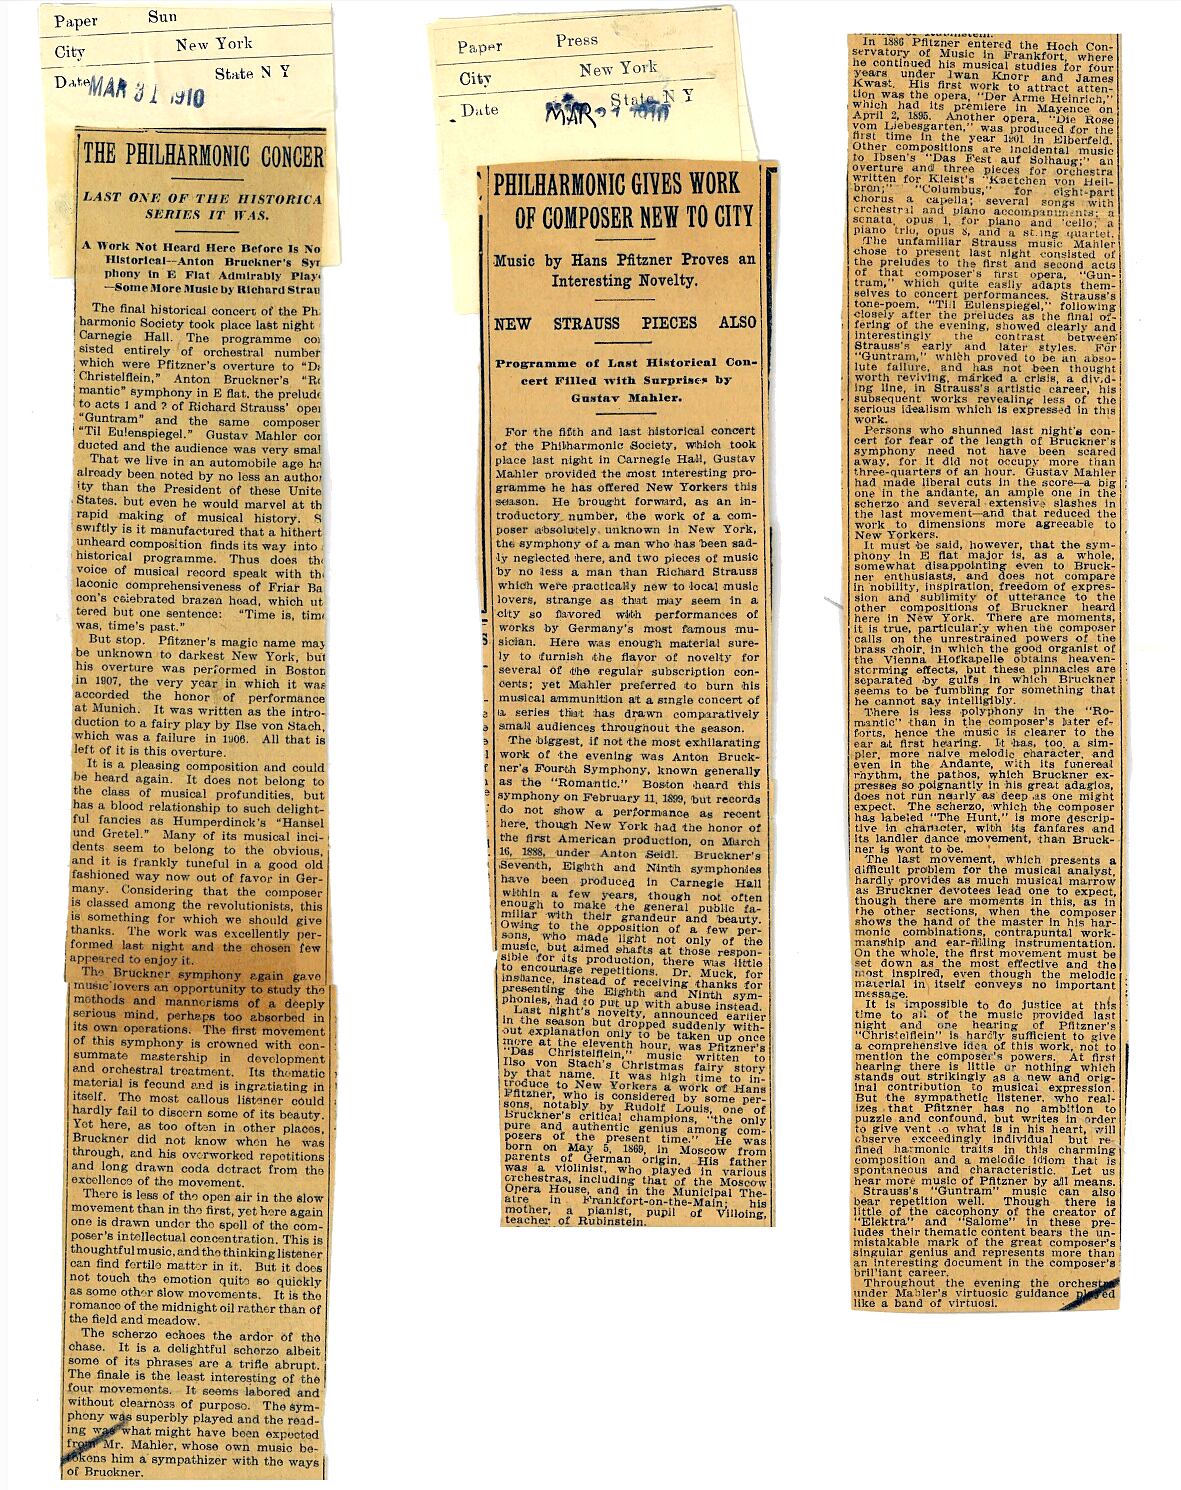 Paper Sun
City New York
Date MAR 31 1910 State N Y
THE PHILHARMONIC CONCER
LAST ONE OF THE HISTORICA
SERIES IT WAS.
A Work Not Heard Here Before Is No
Historical—Anton Bruckner's Sy
phony in E Flat Admirably Play
—Some More Music by Richard Strau
The final historical concert of the Ph
harmonic Society took place last night
Carnegie Hall. The programme co
sisted entirely of orchestral number
which were Pfitzner's overture to "D
Christelflein," Anton Bruckner's "Ro
mantic" symphony in E flat, the prelude
to acts 1 and ? of Richard Strauss' oper
"Guntram" and the same composer
"Til Eulenspiegel." Gustav Mahler con
ducted and the audience was very smal
That we live in an automobile age ha
already been noted by no less an author
ity than the President of these Unite
States, but even he would marvel at th
rapid making of musical history. S
swiftly is it manufactured that a hithert
unheard composition finds its way into
historical programme. Thus does th
voice of musical record speak with th
laconic comprehensiveness of Friar Ba
con's celebrated brazen head, which ut
tered but one sentence: "Time is, time
was, time's past."
But stop. Pfitzner's magic name may
be unknown to darkest New York, but
his overture was performed in Boston
in 1907, the very year in which it was
accorded the honor of performance
at Munich. It was written as the intro-
duction to a fairy play by Ilse von Stach,
which was a failure in 1906. All that is
left of it is this overture.
It is a pleasing composition and could
be heard again. It does not belong to
the class of musical profundities, but
has a blood relationship to such delight-
ful fancies as Humperdinck's "Hansel
und Gretel." Many of its musical inci-
dents seem to belong to the obvious,
and it is frankly tuneful in a good old
fashioned way now out of favor in Ger-
many. Considering that the composer
is classed among the revolutionists, this
is something for which we should give
thanks. The work was excellently per-
formed last night and the chosen few
appeared to enjoy it.
The Bruckner symphony again gave
music lovers an opportunity to study the
methods and mannerisms of a deeply
serious mind, perhaps too absorbed in
its own operations. The first movement
of this symphony is crowned with con-
summate mastership in development
and orchestral treatment. Its thematic
material is fecund and is ingratiating in
itself. The most callous listener could
hardly fail to discern some of its beauty.
Yet here, as too often in other places,
Bruckner did not know when he was
through, and his overworked repetitions
and long drawn coda detract from the
excellence of the movement.
There is less of the open air in the slow
movement than in the first, yet here again
one is drawn under the spell of the com-
poser's intellectual concentration. This is
thoughtful music, and the thinking listener
can find fertile matter in it. But it does
not touch the emotion quite so quickly
as some other slow movements. It is the
romance of the midnight oil rather than of
the field and meadow.
The scherzo echoes the ardor of the
chase. It is a delightful scherzo albeit
some of its phrases are a trifle abrupt.
The finale is the least interesting of the
four movements. It seems labored and
without clearness of purpose. The sym-
phony was superbly played and the read-
ing was what might have been expected
from Mr. Mahler, whose own music be-
tokens him a sympathizer with the ways
of Bruckner.
Paper Press
City New York
Date MAR 31 1910 State N Y
PHILHARMONIC GIVES WORK
OF COMPOSER NEW TO CITY
Music by Hans Pfitzner Proves an
Interesting Novelty.
NEW STRAUSS PIECES ALSO
Programme of Last Historical Con-
cert Filled with Surprises by
Gustav Mahler.
For the fifth and last historical concert
of the Philharmonic Society, which took
place last night in Carnegie Hall, Gustav
Mahler provided the most interesting pro-
gramme he has offered New Yorkers this
season. He brought forward, as an in-
troductory number, the work of a com-
poser absolutely unknown in New York,
the symphony of a man who has been sad-
ly neglected here, and two pieces of music
by no less a man than Richard Strauss
which were practically new to local music
lovers, strange as that may seem in a
city so flavored with performances of
works by Germany's most famous mu-
sician. Here was enough material sure-
ly to furnish the flavor of novelty for
several of the regular subscription con-
certs; yet Mahler preferred to burn his
musical ammunition at a single concert of
a series that has drawn comparatively
small audiences throughout the season.
The biggest, if not the most exhilarating
work of the evening was Anton Bruck-
ner's Fourth Symphony, known generally
as the "Romantic." Boston heard this
symphony on February 11, 1899, but records
do not show a performance as recent
here, though New York had the honor of
the first American production, on March
16, 1888, under Anton Seidl. Bruckner's
Seventh, Eighth and Ninth symphonies
have been produced in Carnegie Hall
within a few years, though not often
enough to make the general public fa-
miliar with their grandeur and beauty.
Owing to the opposition of a few per-
sons, who made light not only of the
music, but aimed shafts at those respon-
sible for its production, there was little
to encourage repetitions. Dr. Muck, for
instance, instead of receiving thanks for
presenting the Eighth and Ninth sym-
phonies, had to put up with abuse instead.
Last night's novelty, announced earlier
in the season but dropped suddenly with-
out explanation only to be taken up once
more at the eleventh hour, was Pfitzner's
"Das Christelflein," music written to
Ilso von Stach's Christmas fairy story
by that name. It was high time to in-
troduce to New Yorkers a work of Hans
Pfitzner, who is considered by some per-
sons, notably by Rudolf Louis, one of
Bruckner's critical champions, "the only
pure and authentic genius among com-
posers of the present time." He was
born on May 5, 1869, in Moscow from
parents of German origin. His father
was a violinist, who played in various
orchestras, including that of the Moscow
Opera House, and in the Municipal The-
atre in Frankfort-on-the-Main; his
mother, a pianist, pupil of Villoing,
teacher of Rubinstein.
In 1886 Pfitzner entered the Hoch Con-
servatory of Music in Frankfort, where
he continued his musical studies for four
years under Iwan Knorr and James
Kwast. His first work to attract atten-
tion was the opera, "Der Arme Heinrich,"
which had its premiere in Mayence on
April 2, 1895. Another opera, "Die Rose
vom Liebesgarten," was produced for the
first time in the year 1901 in Elberfeld.
Other compositions are incidental music
to Ibsen's "Das Fest auf Solhaug;" an
overture and three pieces for orchestra
written for Kleist's "Kaetchen von Heil-
bron;" "Columbus," for eight-part
chorus a capella; several songs with
orchestral and piano accompaniments; a
sonata, opus 1, for piano and 'cello; a
piano trio, opus 8, and a string quartet.
The unfamiliar Strauss music Mahler
chose to present last night consisted of
the preludes to the first and second acts
of that composer's first opera, "Gun-
tram," which quite easily adapts them-
selves to concert performances. Strauss's
tone-poem, "Til Eulenspiegel," following
closely after the preludes as the final of-
fering of the evening, showed clearly and
interestingly the contrast between
Strauss's early and later styles. For
"Guntram," which proved to be an abso-
lute failure, and has not been thought
worth reviving, marked a crisis, a divid-
ing line, in Strauss's artistic career, his
subsequent works revealing less of the
serious idealism which is expressed in this
work.
Persons who shunned last night's con-
cert for fear of the length of Bruckner's
symphony need not have been scared
away, for it did not occupy more than
three-quarters of an hour. Gustav Mahler
had made liberal cuts in the score—a big
one in the andante, an ample one in the
scherzo and several extensive slashes in
the last movement—and that reduced the
work to dimensions more agreeable to
New Yorkers.
It must be said, however, that the sym-
phony in E flat major is, as a whole,
somewhat disappointing even to Bruck-
ner enthusiasts, and does not compare
in nobility, inspiration, freedom of expres-
sion and sublimity of utterance to the
other compositions of Bruckner heard
here in New York. There are moments,
it is true, particularly when the composer
calls on the unrestrained powers of the
brass choir, in which the good organist of
the Vienna Hofkapelle obtains heaven-
storming effects, but these pinnacles are
separated by gulfs in which Bruckner
seems to be fumbling for something that
he cannot say intelligibly.
There is less polyphony in the "Ro-
mantic" than in the composer's later ef-
forts, hence the music is clearer to the
ear at first hearing. It has, too, a sim-
pler, more naive melodic character, and
even in the Andante, with its funereal
rhythm, the pathos, which Bruckner ex-
presses so poignantly in his great adagios,
does not run nearly as deep as one might
expect. The scherzo, which the composer
has labeled "The Hunt," is more descrip-
tive in character, with its fanfares and
its landler dance movement, than Bruck-
ner is wont to be.
The last movement, which presents a
difficult problem for the musical analyst,
hardly provides as much musical marrow
as Bruckner devotees lead one to expect,
though there are moments in this, as in
the other sections, when the composer
shows the hand of the master in his har-
monic combinations, contrapuntal work-
manship and ear-filling instrumentation.
On the whole, the first movement must be
set down as the most effective and the
most inspired, even though the melodic
material in itself conveys no important
message.
It is impossible to do justice at this
time to all of the music provided last
night and one hearing of Pfitzner's
"Christelflein" is hardly sufficient to give
a comprehensive idea of this work, not to
mention the composer's powers. At first
hearing there is little or nothing which
stands out strikingly as a new and orig-
inal contribution to musical expression.
But the sympathetic listener, who real-
izes that Pfitzner has no ambition to
puzzle and confound, but writes in order
to give vent to what is in his heart, will
observe exceedingly individual but re-
fined harmonic traits in this charming
composition and a melodic idiom that is
spontaneous and characteristic. Let us
hear more music of Pfitzner by all means.
Strauss's "Guntram" music can also
bear repetition well. Though there is
little of the cacophony of the creator of
"Elektra" and "Salome" in these pre-
ludes their thematic content bears the un-
mistakable mark of the great composer's
singular genius and represents more than
an interesting document in the composer's
brilliant career.
Throughout the evening the orchestra
under Mahler's virtuosic guidance played
like a band of virtuosi.